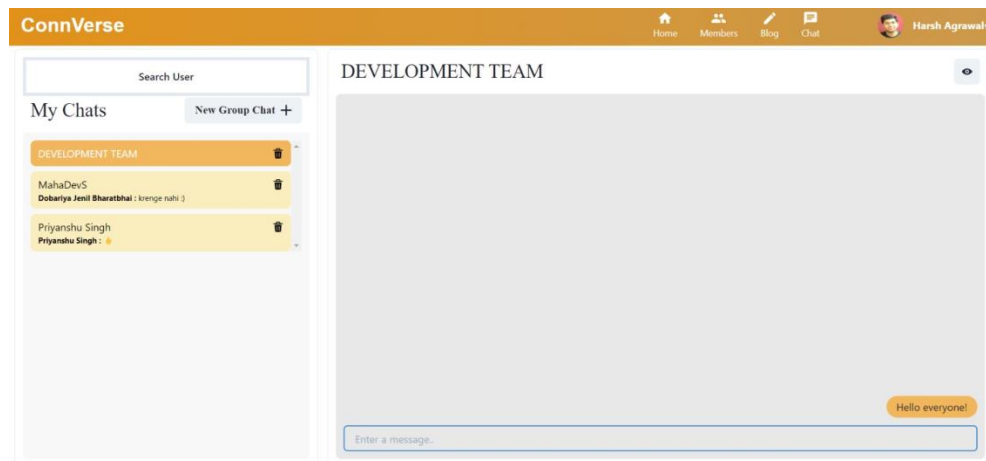 ConnVerse
Home
Members
Blog
Chat
Harsh Agrawal
Search User
My Chats
New Group Chat +
DEVELOPMENT TEAM
MahaDevS
Dobariya Jenil Bharatbhai : krenge nahi :)
Priyanshu Singh
Priyanshu Singh : 👆
DEVELOPMENT TEAM
Hello everyone!
Enter a message..